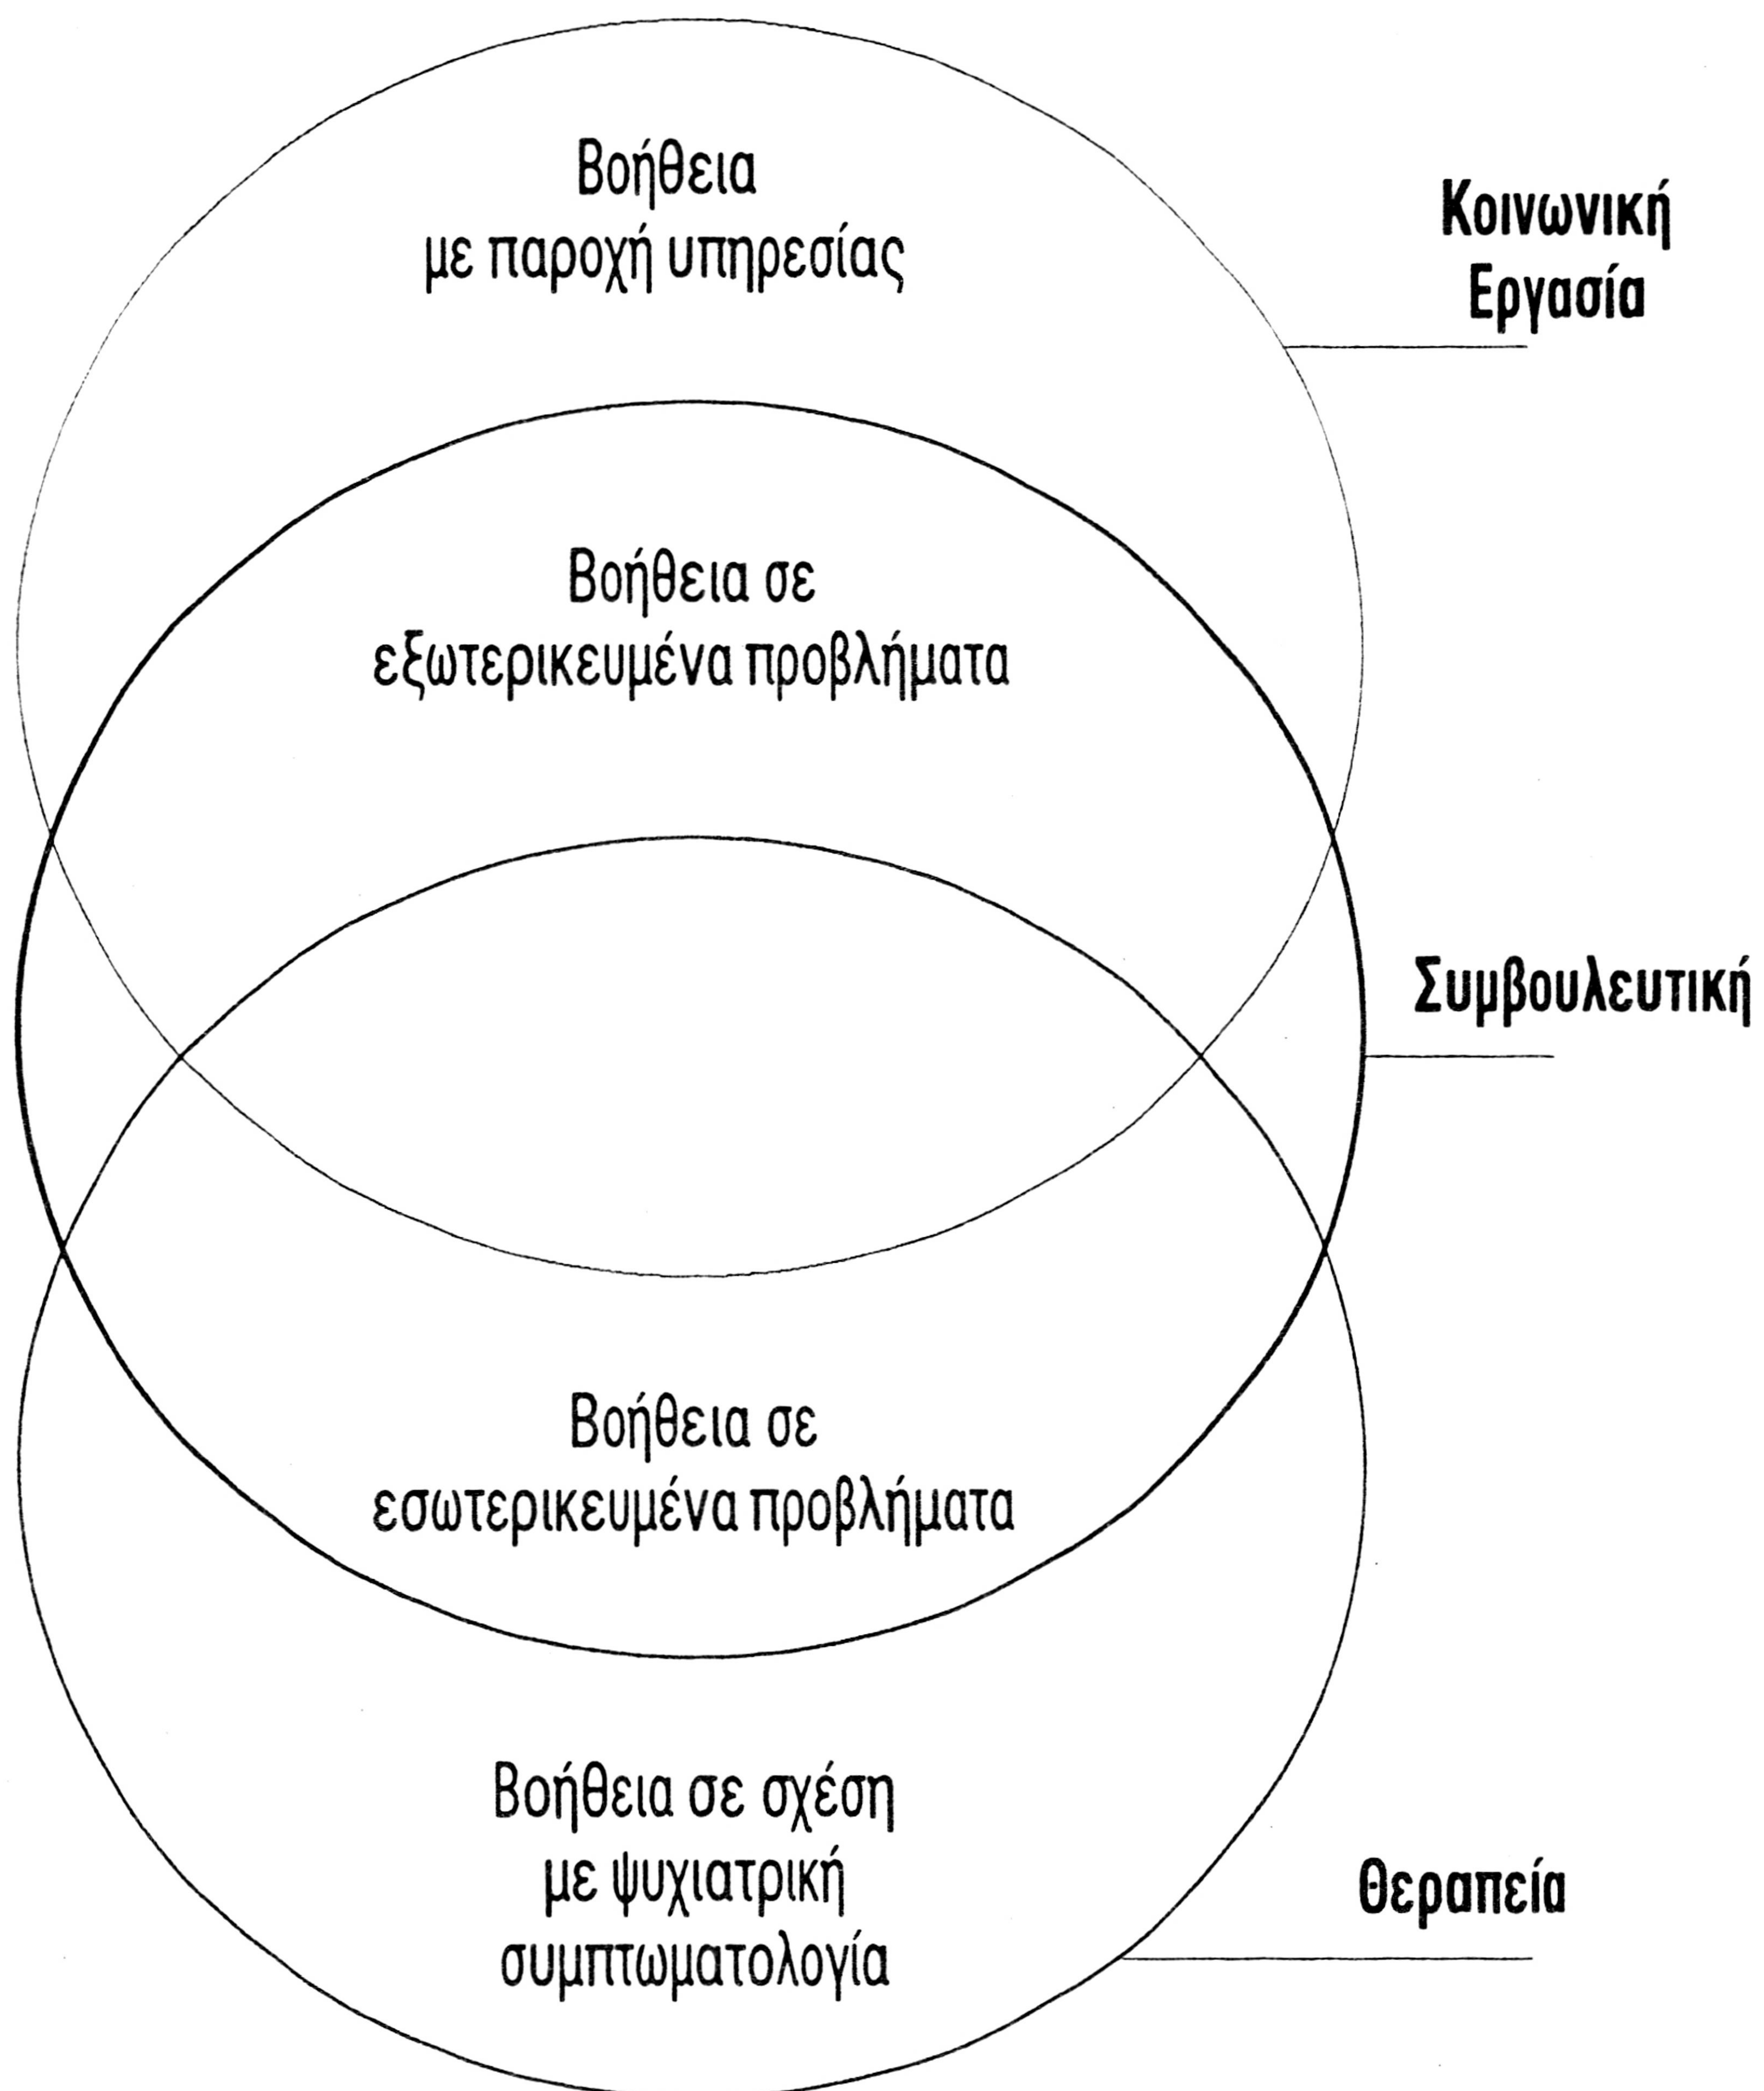 Βοήθεια
με παροχή υπηρεσίας
Κοινωνική
Εργασία
Βοήθεια σε
εξωτερικευμένα προβλήματα
Συμβουλευτική
Βοήθεια σε
εσωτερικευμένα προβλήματα
Βοήθεια σε σχέση
με ψυχιατρική
συμπτωματολογία
Θεραπεία